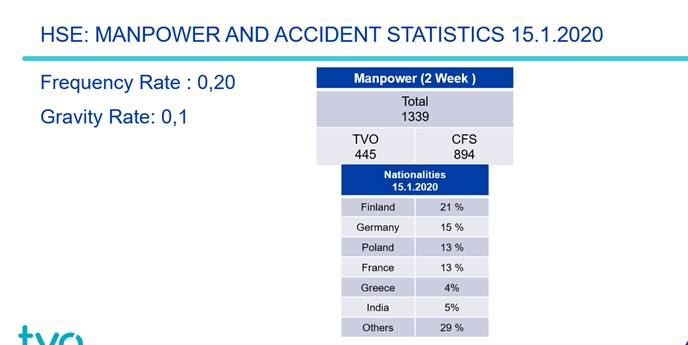 HSE: MANPOWER AND ACCIDENT STATISTICS 15.1.2020
Frequency Rate : 0,20
Gravity Rate: 0,1
Manpower (2 Week )
Total
1339
TVO CFS
445 894
Nationalities
15.1.2020
Finland 21 %
Germany 15 %
Poland 13 %
France 13 %
Greece 4%
India 5%
Others 29 %
tvo